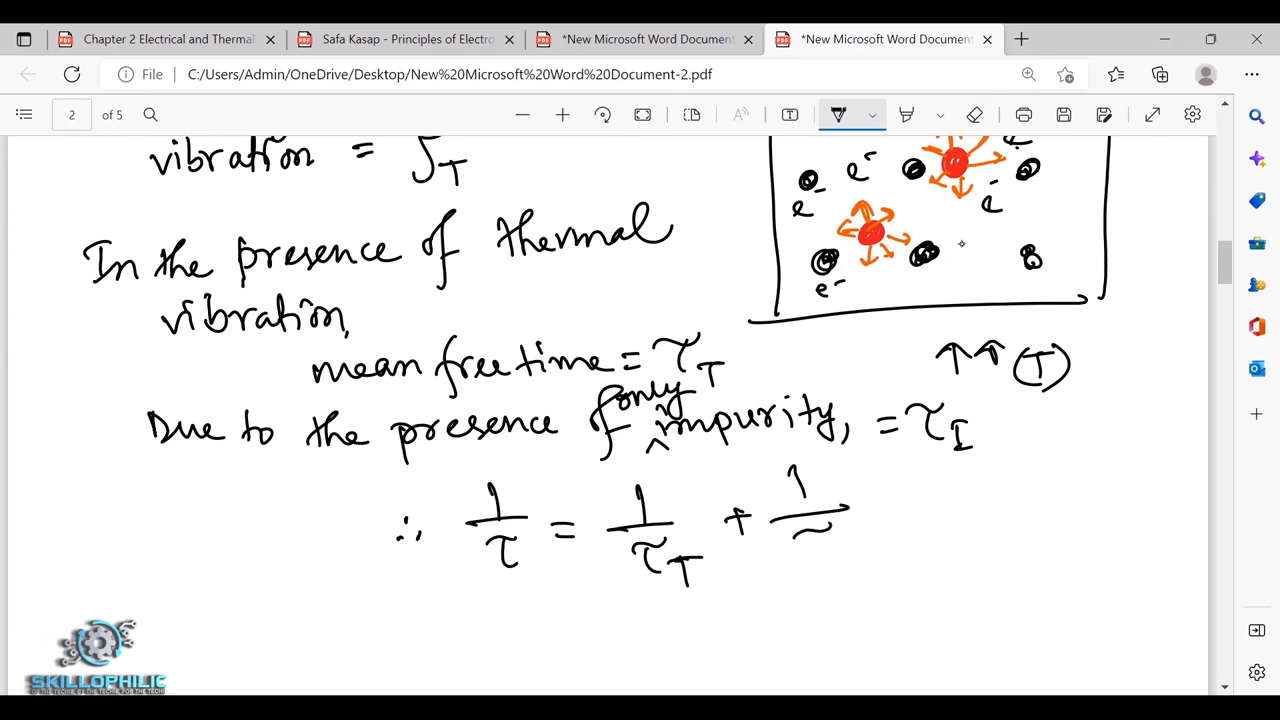 Chapter 2 Electrical and Thermal
Safa Kasap - Principles of Electro
*New Microsoft Word Document
*New Microsoft Word Document
File
C:/Users/Admin/OneDrive/Desktop/New%20Microsoft%20Word%20Document-2.pdf
2 of 5
vibration = ρT
e⁻ e⁻ e⁻
e⁻
In the presence of thermal
vibration,
mean free time = τT
↑↑ (T)
only
Due to the presence of ^ impurity, = τI
∴ 1/τ = 1/τT + 1/
SKILLOPHILIC